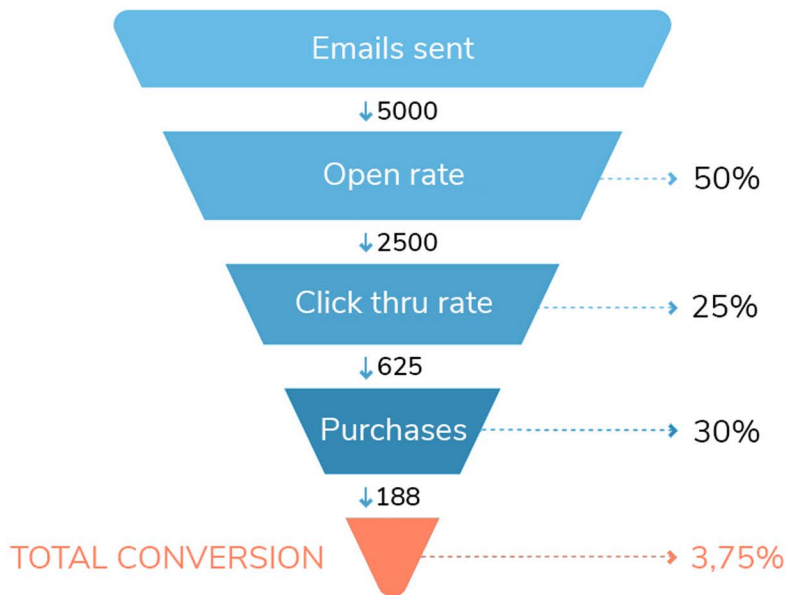 Emails sent
5000
Open rate
50%
2500
Click thru rate
25%
625
Purchases
30%
188
TOTAL CONVERSION
3,75%